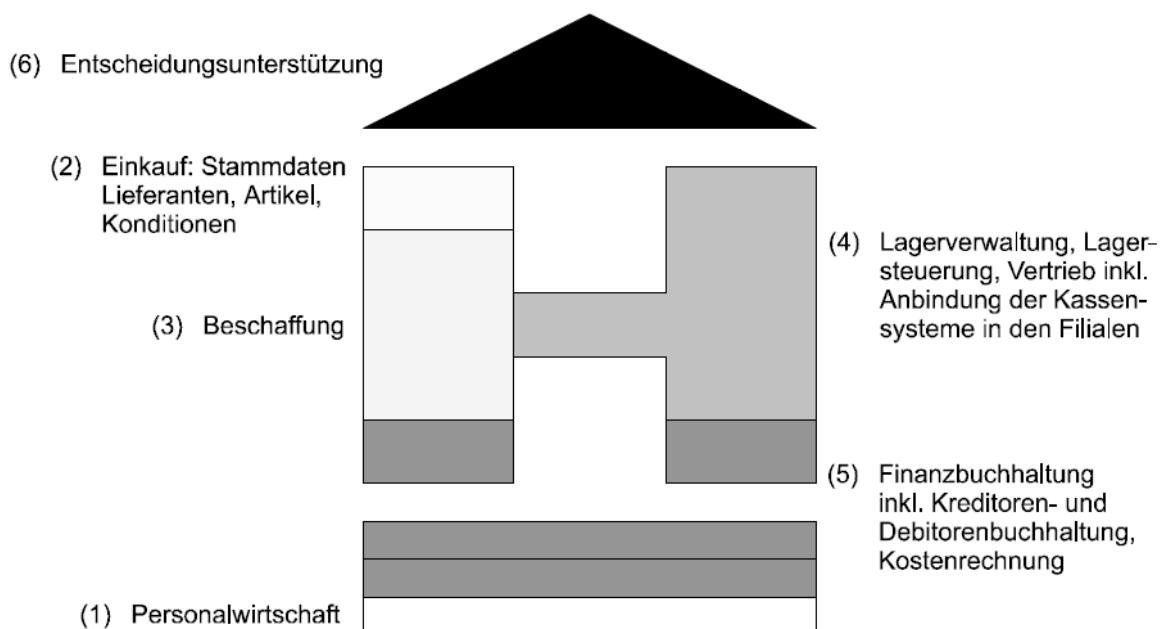 (6) Entscheidungsunterstützung
(2) Einkauf: Stammdaten
Lieferanten, Artikel,
Konditionen
(4) Lagerverwaltung, Lager-
steuerung, Vertrieb inkl.
Anbindung der Kassen-
systeme in den Filialen
(3) Beschaffung
(5) Finanzbuchhaltung
inkl. Kreditoren- und
Debitorenbuchhaltung,
Kostenrechnung
(1) Personalwirtschaft